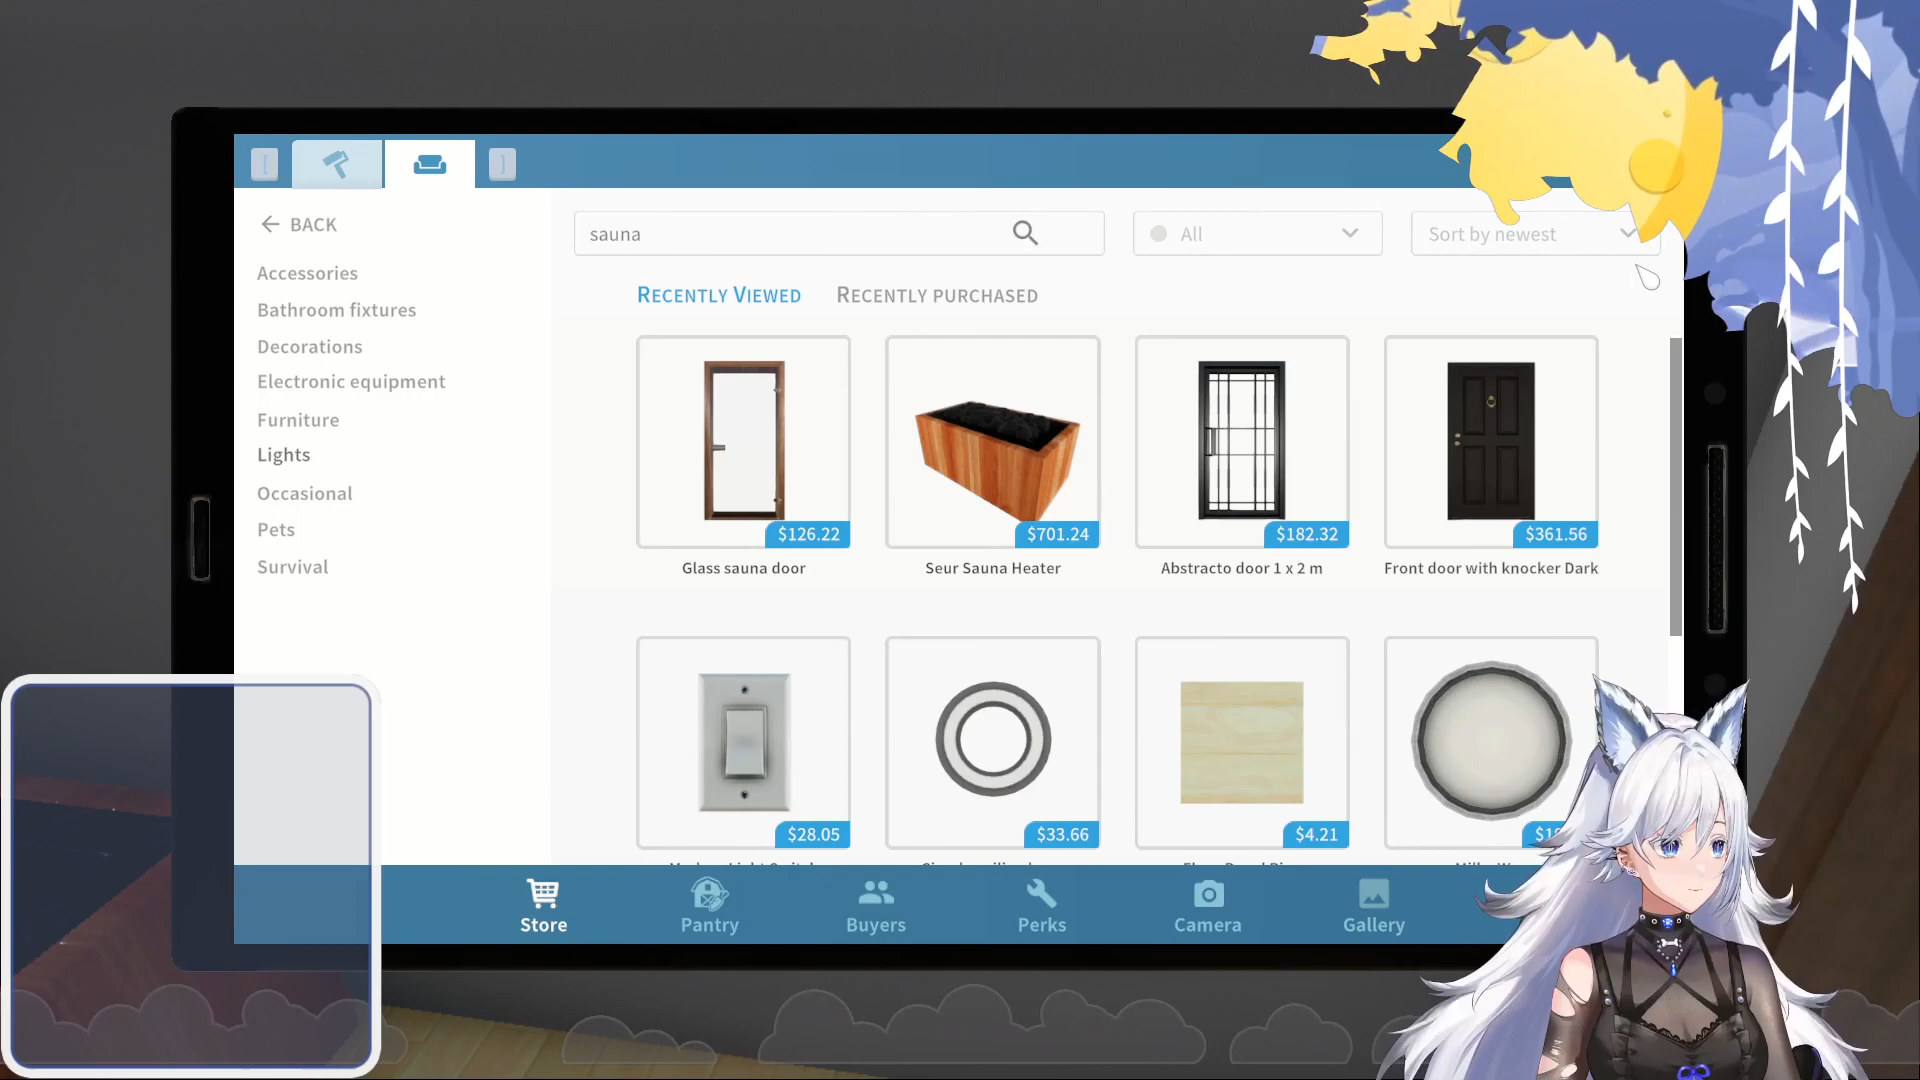 [
]
BACK
sauna
All
Sort by newest
Accessories
Bathroom fixtures
Decorations
Electronic equipment
Furniture
Lights
Occasional
Pets
Survival
RECENTLY VIEWED
RECENTLY PURCHASED
$126.22
$701.24
$182.32
$361.56
Glass sauna door
Seur Sauna Heater
Abstracto door 1 x 2 m
Front door with knocker Dark
$28.05
$33.66
$4.21
Store
Pantry
Buyers
Perks
Camera
Gallery